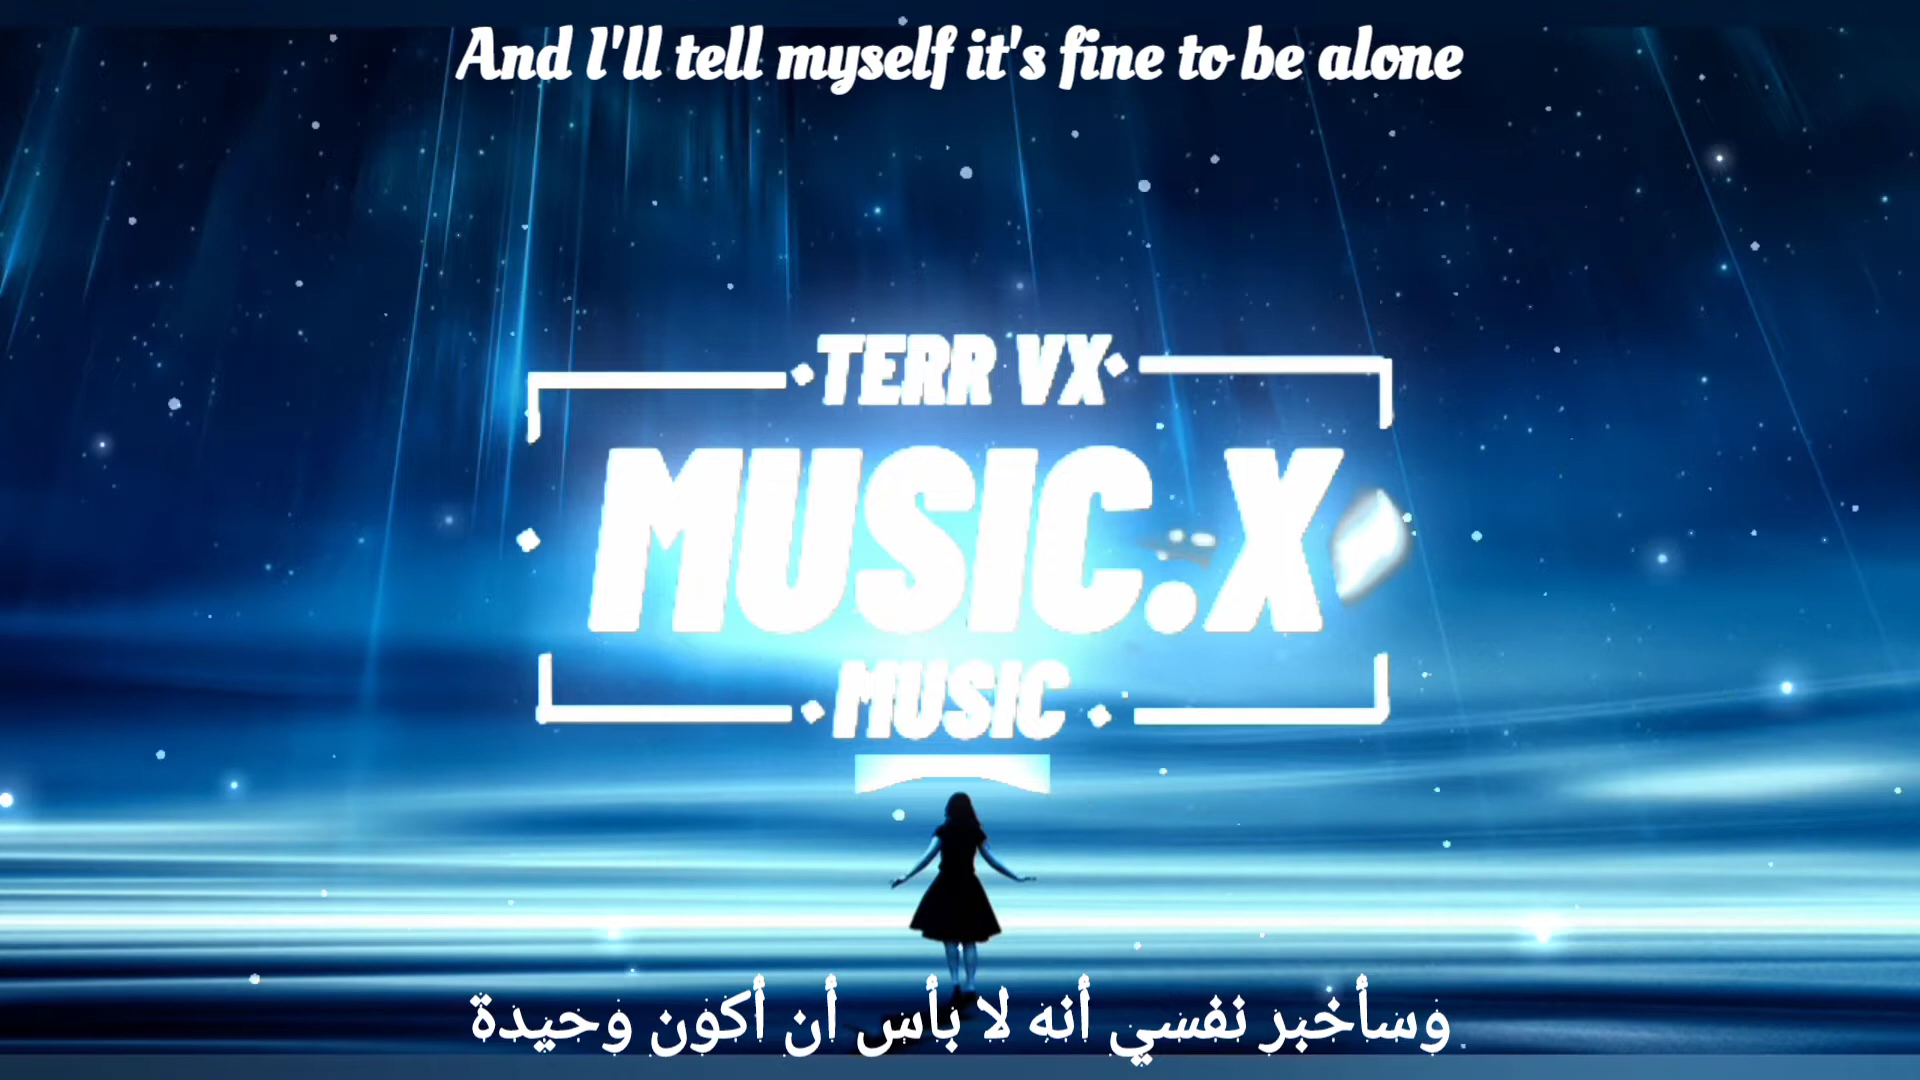 And I'll tell myself it's fine to be alone
TERR VX
MUSIC.X
MUSIC
وسأخبر نفسي أنه لا بأس أن أكون وحيدة